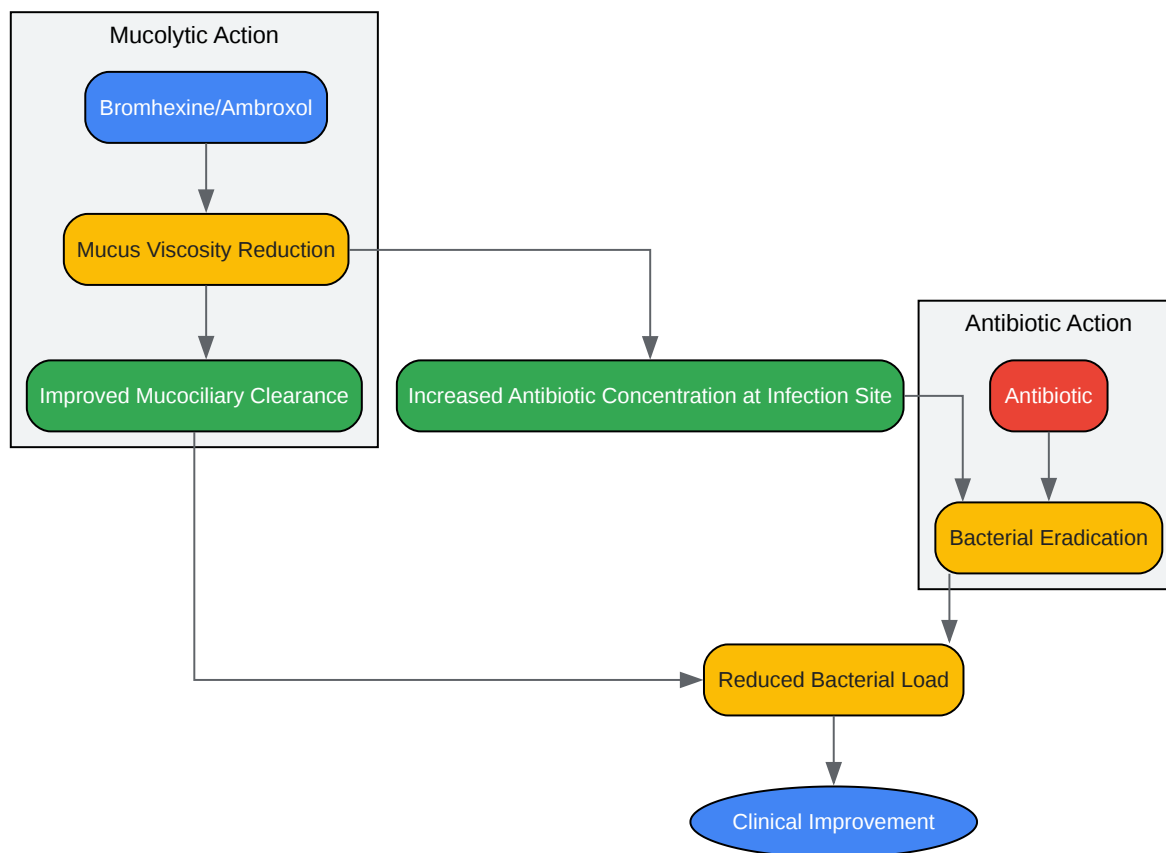 Mucolytic Action
Bromhexine/Ambroxol
Mucus Viscosity Reduction
Improved Mucociliary Clearance
Increased Antibiotic Concentration at Infection Site
Antibiotic Action
Antibiotic
Bacterial Eradication
Reduced Bacterial Load
Clinical Improvement